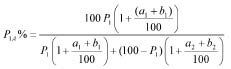 P_{1,t}\% = \frac{100 P_1 \left(1 + \frac{(a_1 + b_1)}{100}\right)}{P_1 \left(1 + \frac{a_1 + b_1}{100}\right) + (100 - P_1) \left(1 + \frac{a_2 + b_2}{100}\right)}